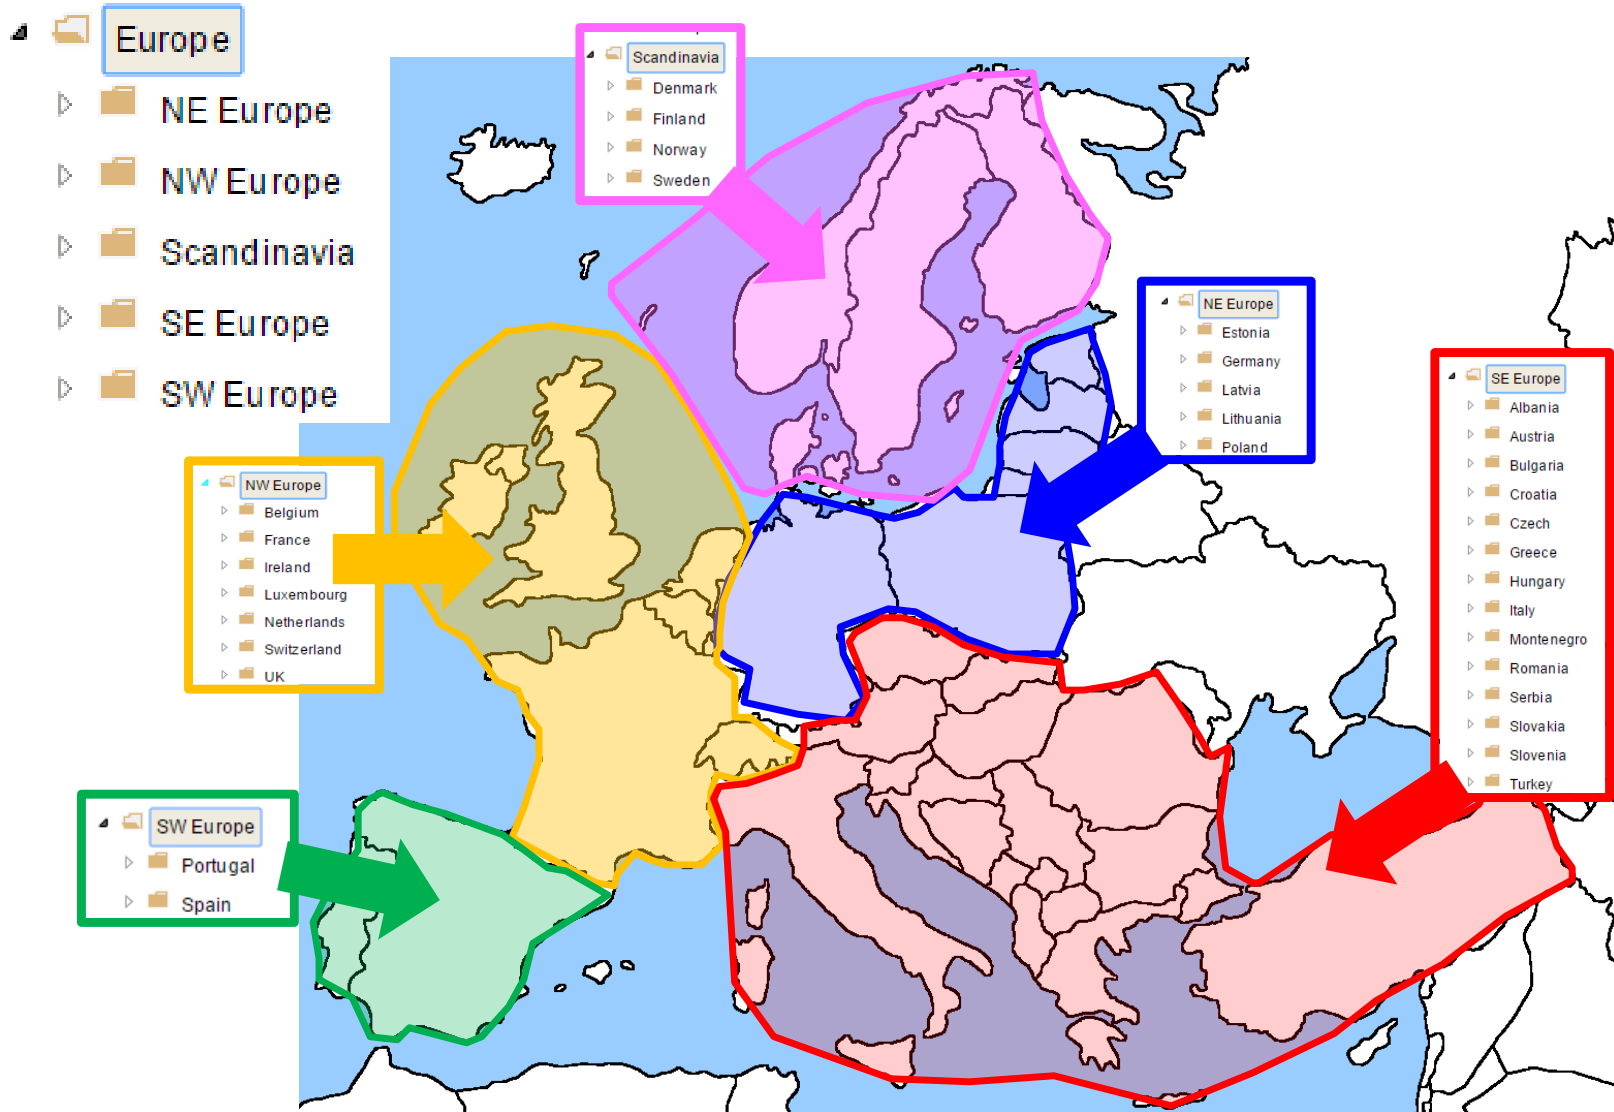 Europe
NE Europe
NW Europe
Scandinavia
SE Europe
SW Europe
Scandinavia
Denmark
Finland
Norway
Sweden
NE Europe
Estonia
Germany
Latvia
Lithuania
Poland
SE Europe
Albania
Austria
Bulgaria
Croatia
Czech
Greece
Hungary
Italy
Montenegro
Romania
Serbia
Slovakia
Slovenia
Turkey
NW Europe
Belgium
France
Ireland
Luxembourg
Netherlands
Switzerland
UK
SW Europe
Portugal
Spain